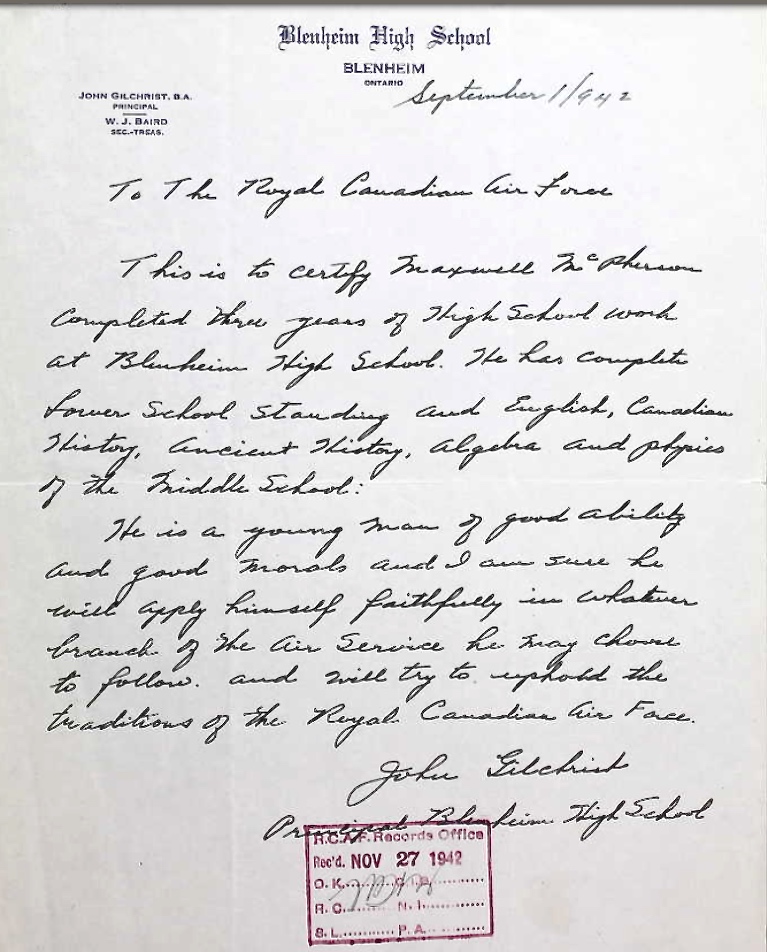 Blenheim High School
BLENHEIM
ONTARIO
JOHN GILCHRIST, B.A.
PRINCIPAL
W. J. BAIRD
SEC.-TREAS.
September 1/942
To The Royal Canadian Air Force
This is to certify Maxwell McPherson
Completed three years of High School work
at Blenheim High School. He has complete
Lower School Standing and English, Canadian
History, Ancient History, Algebra and physics
of the Middle School:
He is a young man of good ability
and good morals and I am sure he
will apply himself faithfully in whatever
branch of the Air Service he may choose
to follow. and will try to uphold the
traditions of the Royal Canadian Air Force.
John Gilchrist
Principal Blenheim High School
R.C.A.F. Records Office
Rec'd. NOV 27 1942
O.K.
R.C. N.I.
S.L. P.A.